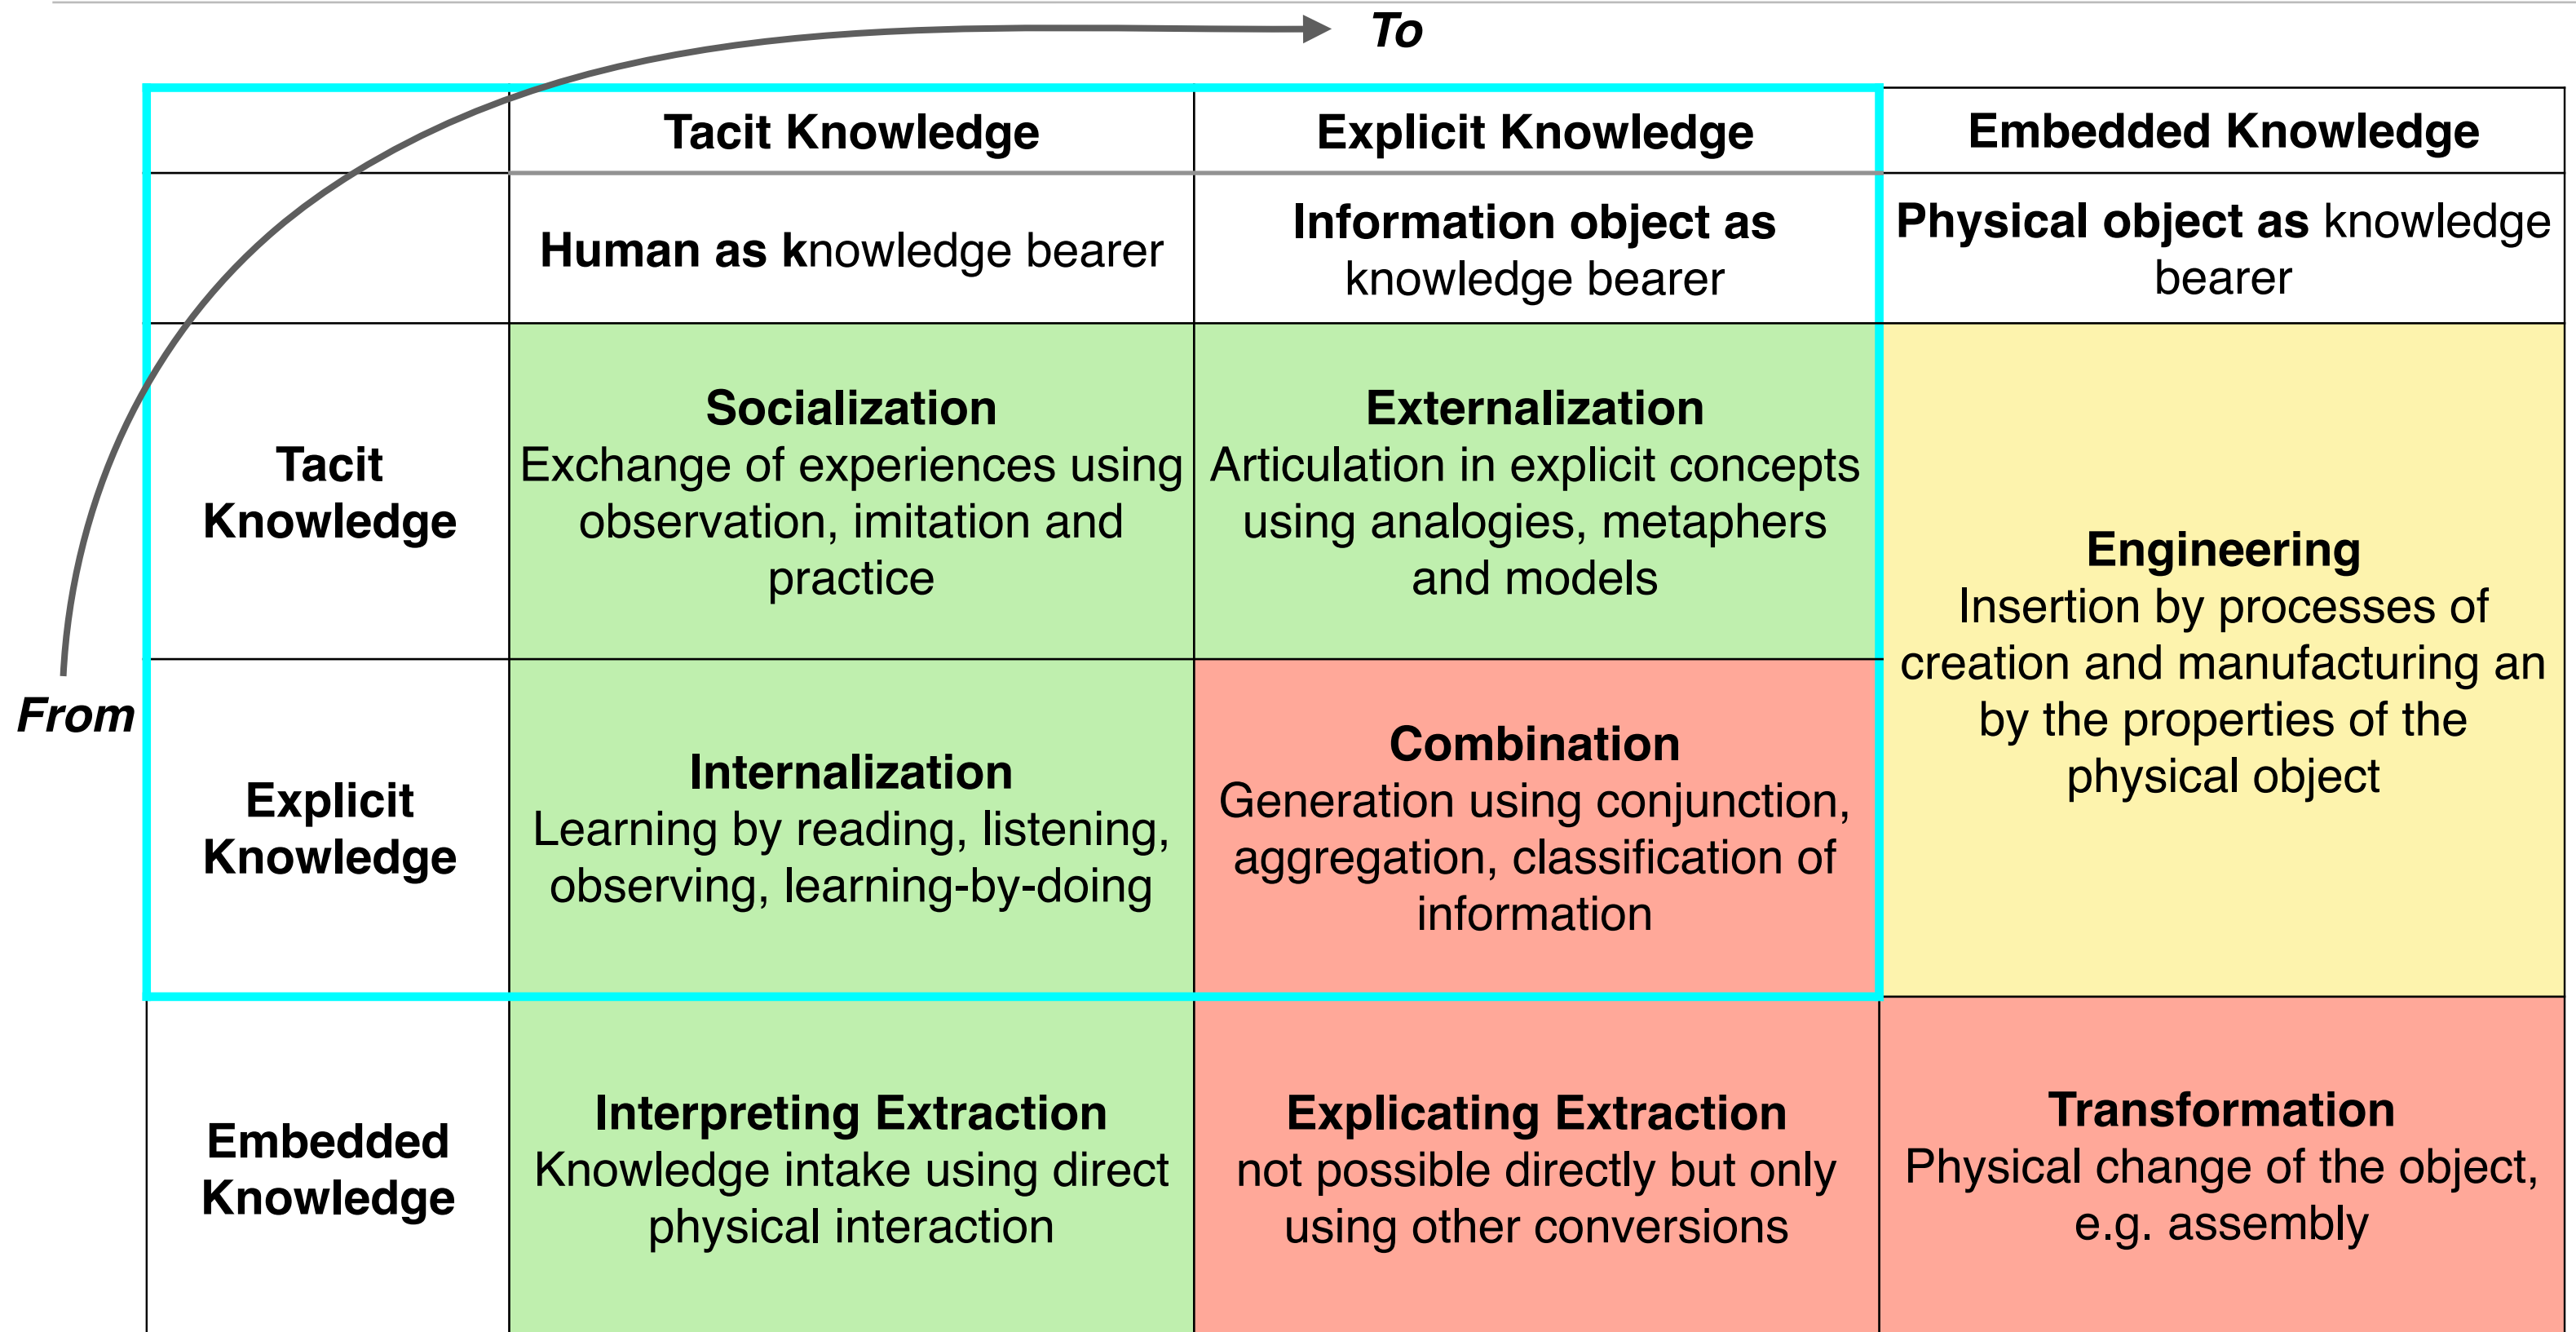 To
Tacit Knowledge
Explicit Knowledge
Embedded Knowledge
Human as knowledge bearer
Information object as
knowledge bearer
Physical object as knowledge
bearer
From
Tacit
Knowledge
Socialization
Exchange of experiences using
observation, imitation and
practice
Externalization
Articulation in explicit concepts
using analogies, metaphers
and models
Engineering
Insertion by processes of
creation and manufacturing an
by the properties of the
physical object
Explicit
Knowledge
Internalization
Learning by reading, listening,
observing, learning-by-doing
Combination
Generation using conjunction,
aggregation, classification of
information
Embedded
Knowledge
Interpreting Extraction
Knowledge intake using direct
physical interaction
Explicating Extraction
not possible directly but only
using other conversions
Transformation
Physical change of the object,
e.g. assembly